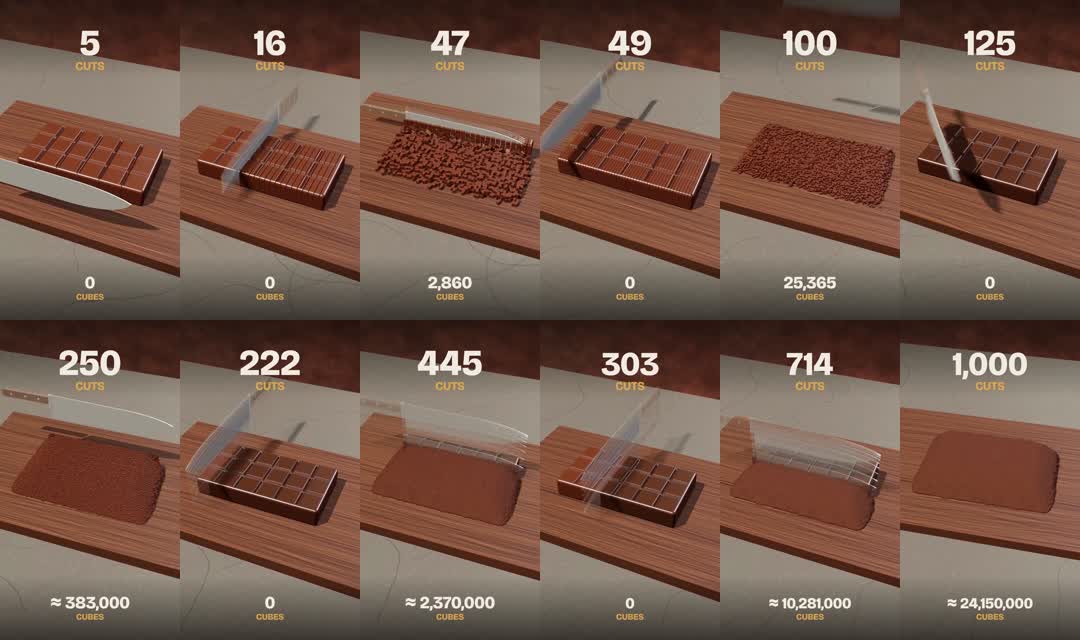 5
CUTS
0
CUBES
16
CUTS
0
CUBES
47
CUTS
2,860
CUBES
49
CUTS
0
CUBES
100
CUTS
25,365
CUBES
125
CUTS
0
CUBES
250
CUTS
≈ 383,000
CUBES
222
CUTS
0
CUBES
445
CUTS
≈ 2,370,000
CUBES
303
CUTS
0
CUBES
714
CUTS
≈ 10,281,000
CUBES
1,000
CUTS
≈ 24,150,000
CUBES